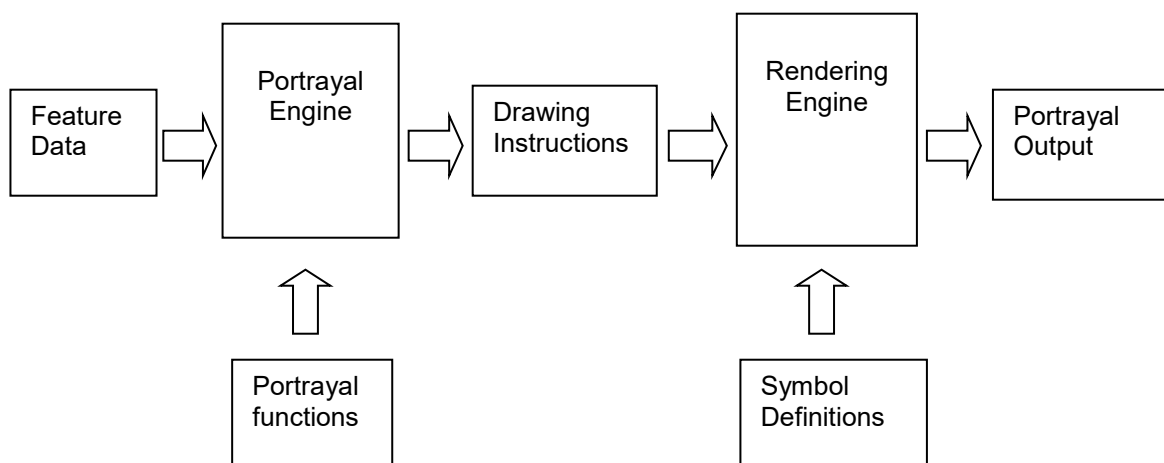 Feature
Data
Portrayal
Engine
Drawing
Instructions
Rendering
Engine
Portrayal
Output
Portrayal
functions
Symbol
Definitions